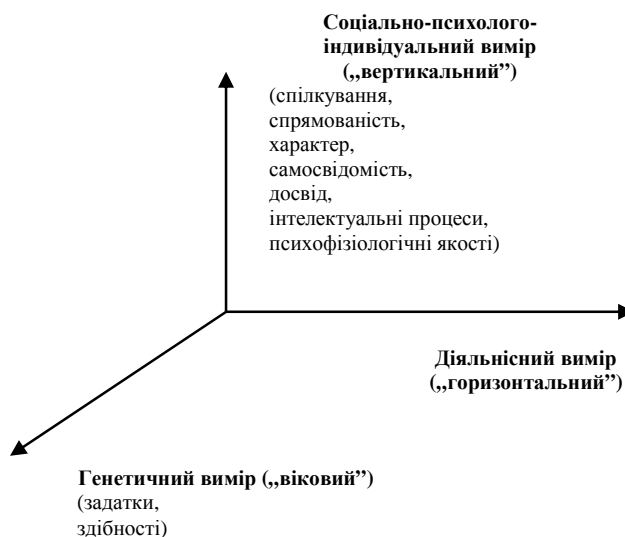 Соціально-психолого-
індивідуальний вимір
(„вертикальний”)
(спілкування,
спрямованість,
характер,
самосвідомість,
досвід,
інтелектуальні процеси,
психофізіологічні якості)
Діяльнісний вимір
(„горизонтальний”)
Генетичний вимір („віковий”)
(задатки,
здібності)